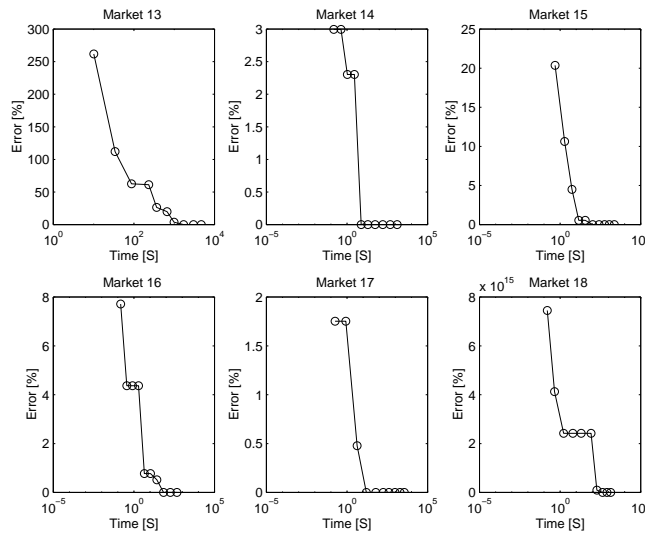 Market 13
Market 14
Market 15
300
250
200
150
100
50
0
Error [%]
10^0
10^2
10^4
Time [S]
3
2.5
2
1.5
1
0.5
0
Error [%]
10^-5
10^0
10^5
Time [S]
25
20
15
10
5
0
Error [%]
10^-5
10^0
10
Time [S]
Market 16
Market 17
x 10^15
Market 18
8
6
4
2
0
Error [%]
10^-5
10^0
10^5
Time [S]
2
1.5
1
0.5
0
Error [%]
10^-5
10^0
10^5
Time [S]
8
6
4
2
0
Error [%]
10^-5
10^0
10
Time [S]